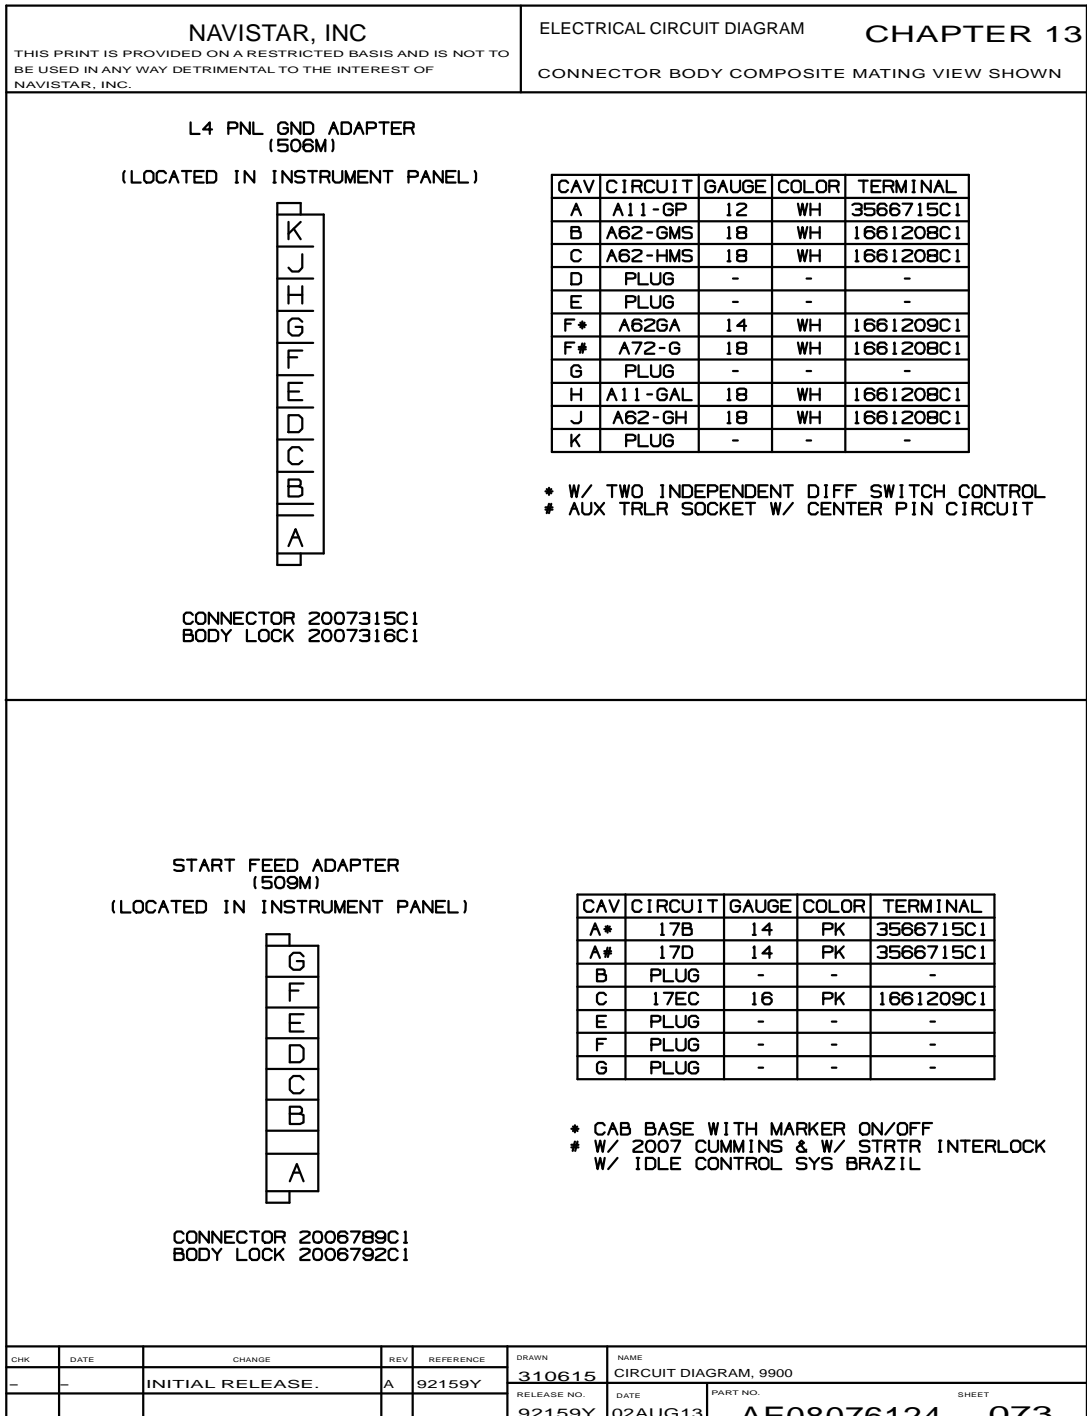 NAVISTAR, INC
THIS PRINT IS PROVIDED ON A RESTRICTED BASIS AND IS NOT TO
BE USED IN ANY WAY DETRIMENTAL TO THE INTEREST OF
NAVISTAR, INC.
ELECTRICAL CIRCUIT DIAGRAM CHAPTER 13
CONNECTOR BODY COMPOSITE MATING VIEW SHOWN
L4 PNL GND ADAPTER
(506M)
(LOCATED IN INSTRUMENT PANEL)
K
J
H
G
F
E
D
C
B
A
CONNECTOR 2007315C1
BODY LOCK 2007316C1
CAV CIRCUIT GAUGE COLOR TERMINAL
A A11-GP 12 WH 3566715C1
B A62-GMS 18 WH 1661208C1
C A62-HMS 18 WH 1661208C1
D PLUG - - -
E PLUG - - -
F* A62GA 14 WH 1661209C1
F# A72-G 18 WH 1661208C1
G PLUG - - -
H A11-GAL 18 WH 1661208C1
J A62-GH 18 WH 1661208C1
K PLUG - - -
* W/ TWO INDEPENDENT DIFF SWITCH CONTROL
# AUX TRLR SOCKET W/ CENTER PIN CIRCUIT
START FEED ADAPTER
(509M)
(LOCATED IN INSTRUMENT PANEL)
G
F
E
D
C
B
A
CONNECTOR 2006789C1
BODY LOCK 2006792C1
CAV CIRCUIT GAUGE COLOR TERMINAL
A* 17B 14 PK 3566715C1
A# 17D 14 PK 3566715C1
B PLUG - - -
C 17EC 16 PK 1661209C1
E PLUG - - -
F PLUG - - -
G PLUG - - -
* CAB BASE WITH MARKER ON/OFF
# W/ 2007 CUMMINS & W/ STRTR INTERLOCK
W/ IDLE CONTROL SYS BRAZIL
CHK DATE CHANGE REV REFERENCE
- - INITIAL RELEASE. A 92159Y
DRAWN
310615
NAME
CIRCUIT DIAGRAM, 9900
RELEASE NO. DATE PART NO. SHEET
92159Y 02AUG13 AE08076124 073